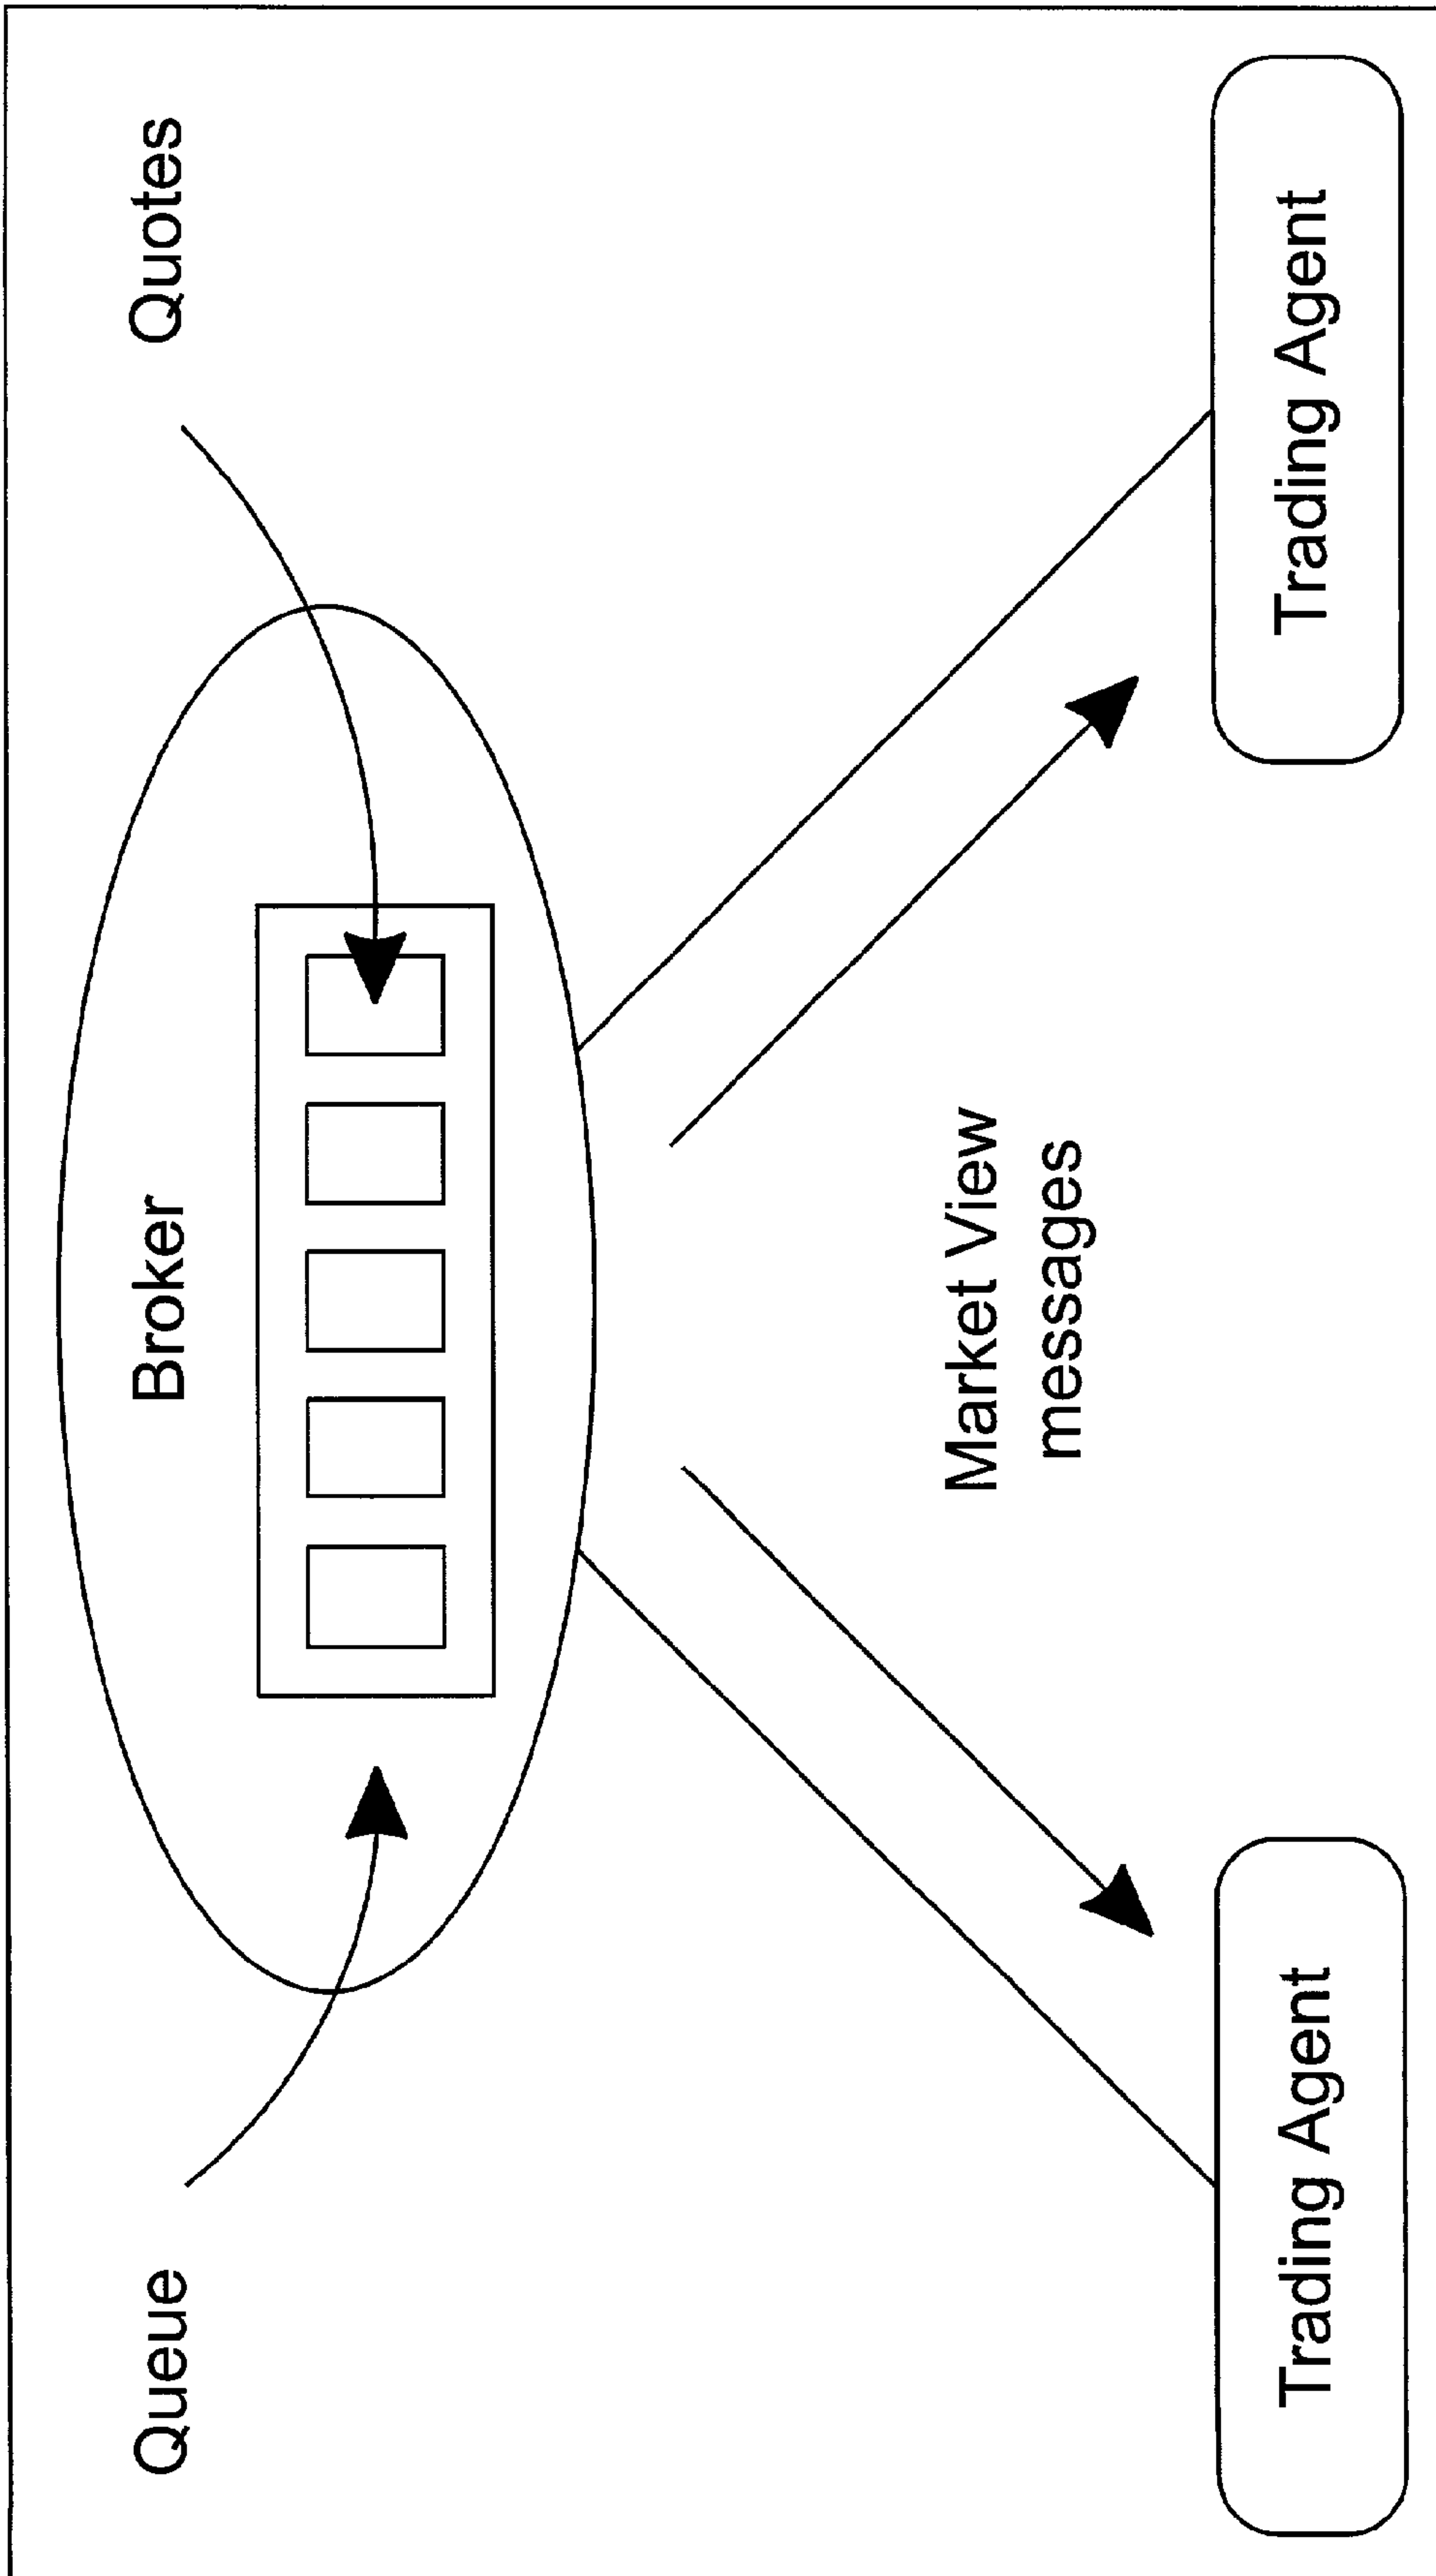 Queue
Broker
Quotes
Market View
messages
Trading Agent
Trading Agent